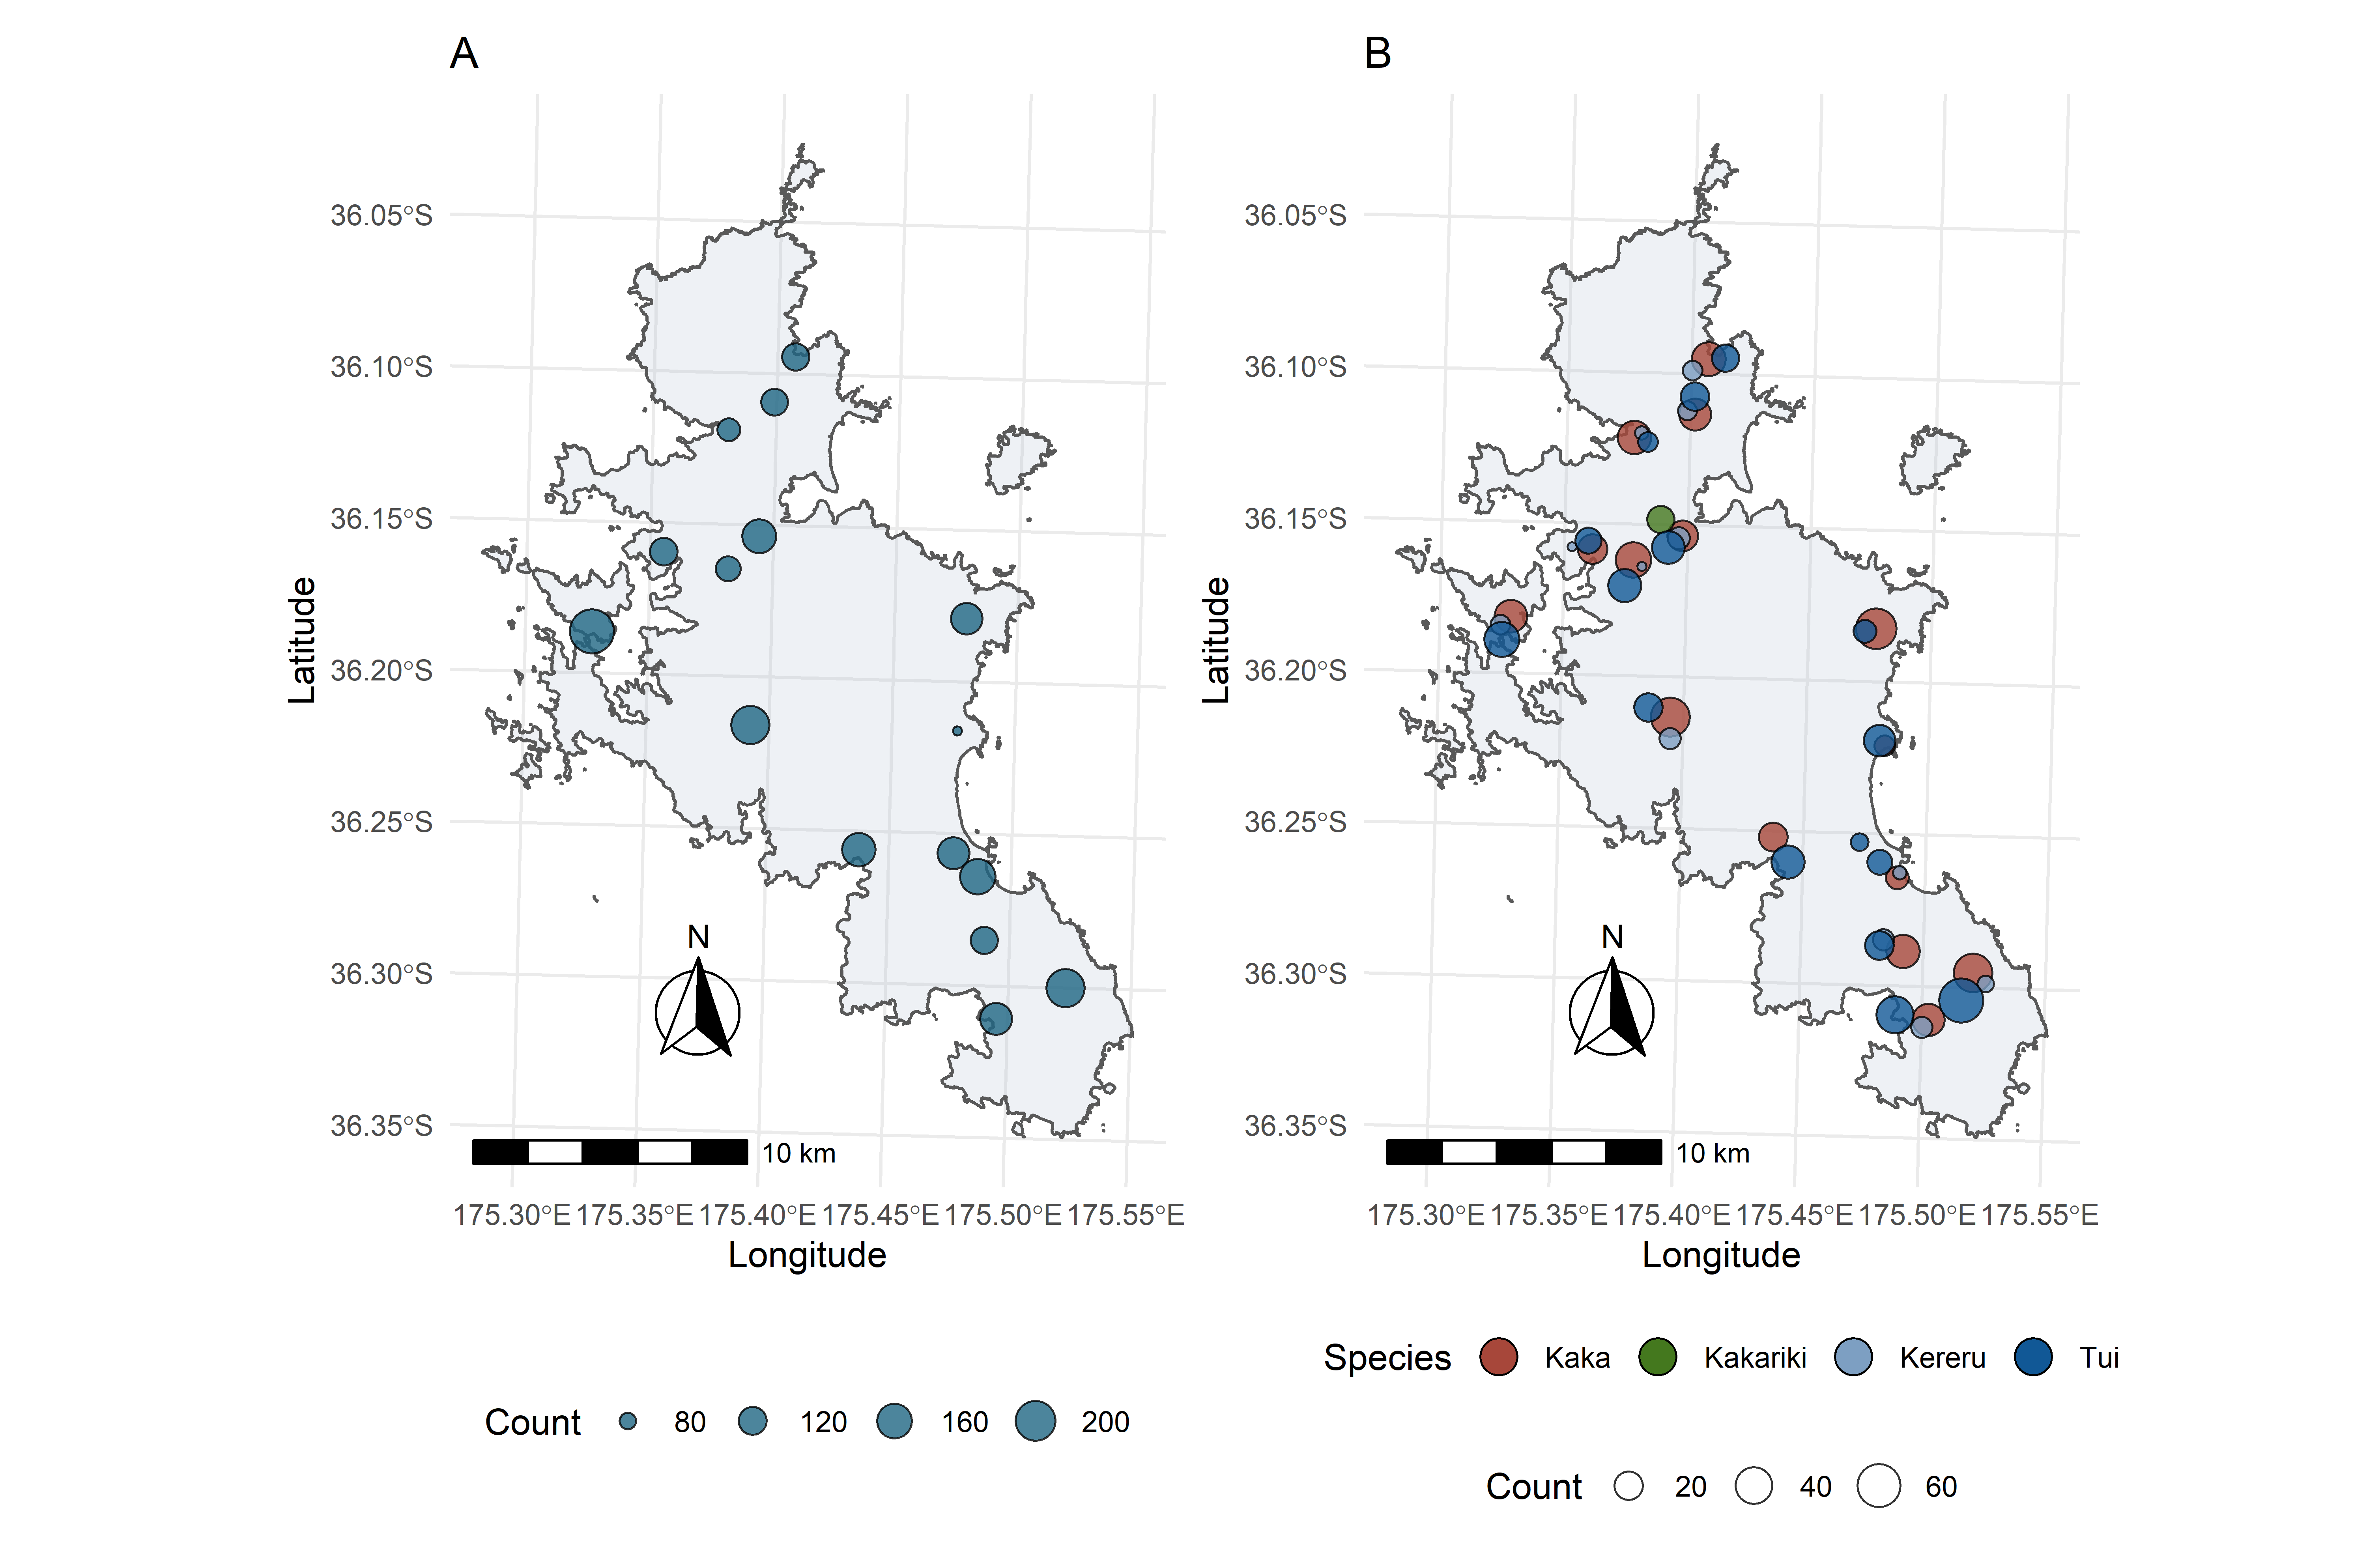 A
B
36.05°S
36.10°S
36.15°S
36.20°S
36.25°S
36.30°S
36.35°S
Latitude
N
10 km
175.30°E 175.35°E 175.40°E 175.45°E 175.50°E 175.55°E
Longitude
Count 80 120 160 200
36.05°S
36.10°S
36.15°S
36.20°S
36.25°S
36.30°S
36.35°S
Latitude
N
10 km
175.30°E 175.35°E 175.40°E 175.45°E 175.50°E 175.55°E
Longitude
Species Kaka Kakariki Kereru Tui
Count 20 40 60